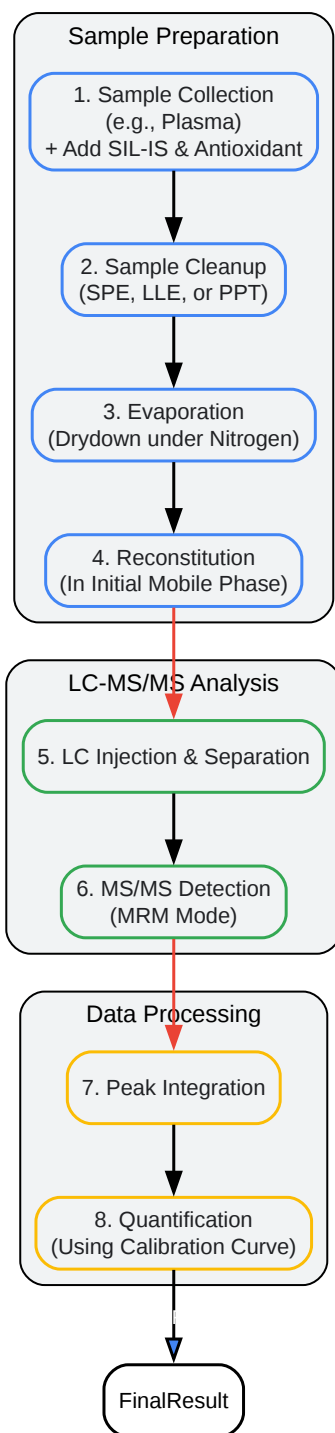 Sample Preparation
1. Sample Collection
(e.g., Plasma)
+ Add SIL-IS & Antioxidant
2. Sample Cleanup
(SPE, LLE, or PPT)
3. Evaporation
(Drydown under Nitrogen)
4. Reconstitution
(In Initial Mobile Phase)
LC-MS/MS Analysis
5. LC Injection & Separation
6. MS/MS Detection
(MRM Mode)
Data Processing
7. Peak Integration
8. Quantification
(Using Calibration Curve)
FinalResult